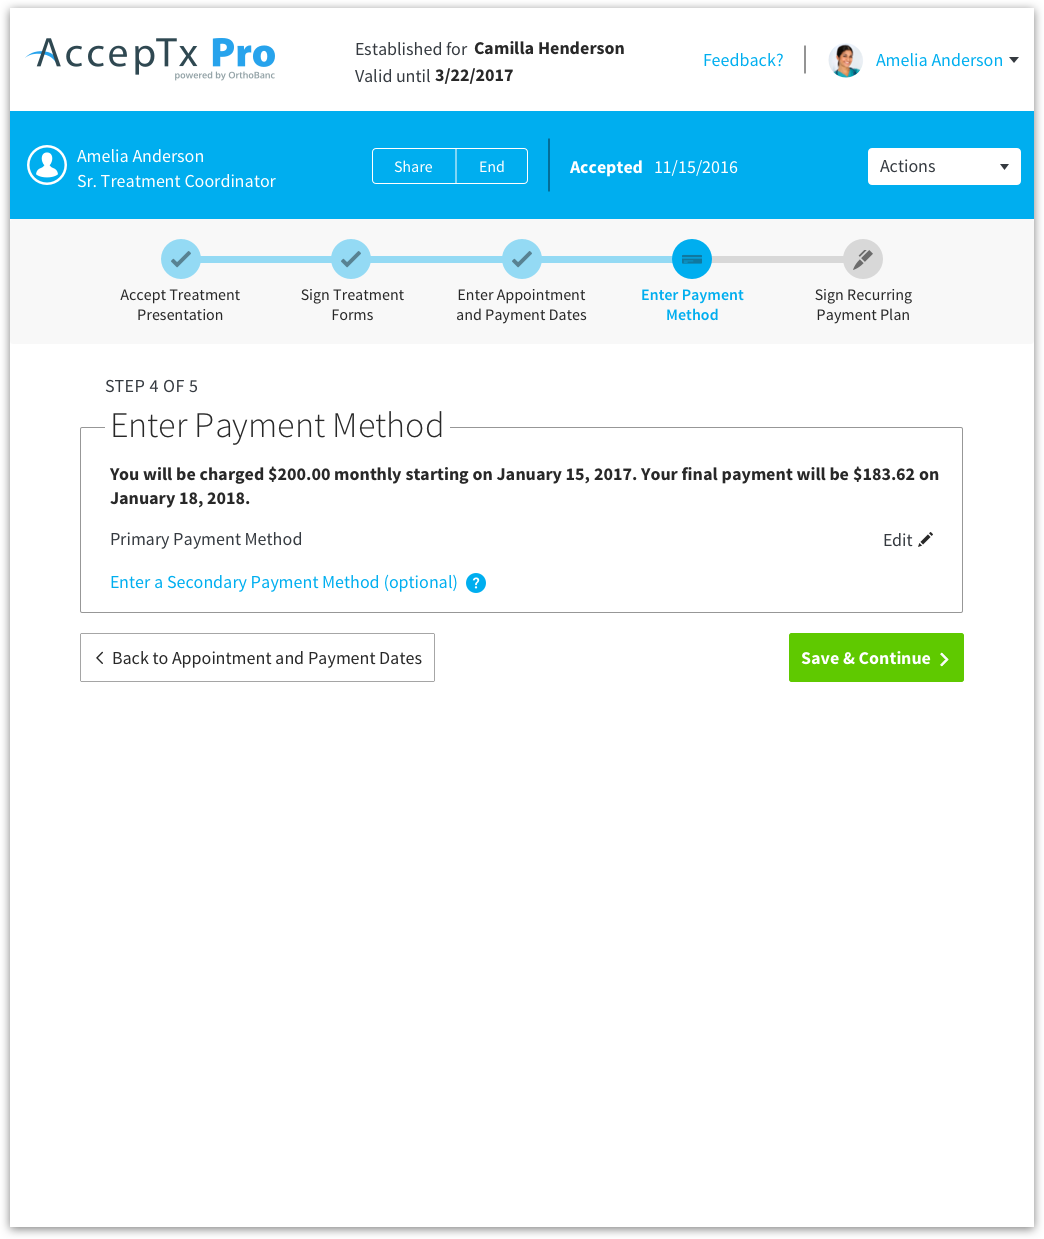 AccepTx Pro
powered by OrthoBanc
Established for Camilla Henderson
Valid until 3/22/2017
Feedback?
Amelia Anderson
Amelia Anderson
Sr. Treatment Coordinator
Share
End
Accepted 11/15/2016
Actions
Accept Treatment
Presentation
Sign Treatment
Forms
Enter Appointment
and Payment Dates
Enter Payment
Method
Sign Recurring
Payment Plan
STEP 4 OF 5
Enter Payment Method
You will be charged $200.00 monthly starting on January 15, 2017. Your final payment will be $183.62 on
January 18, 2018.
Primary Payment Method
Edit
Enter a Secondary Payment Method (optional) ?
Back to Appointment and Payment Dates
Save & Continue